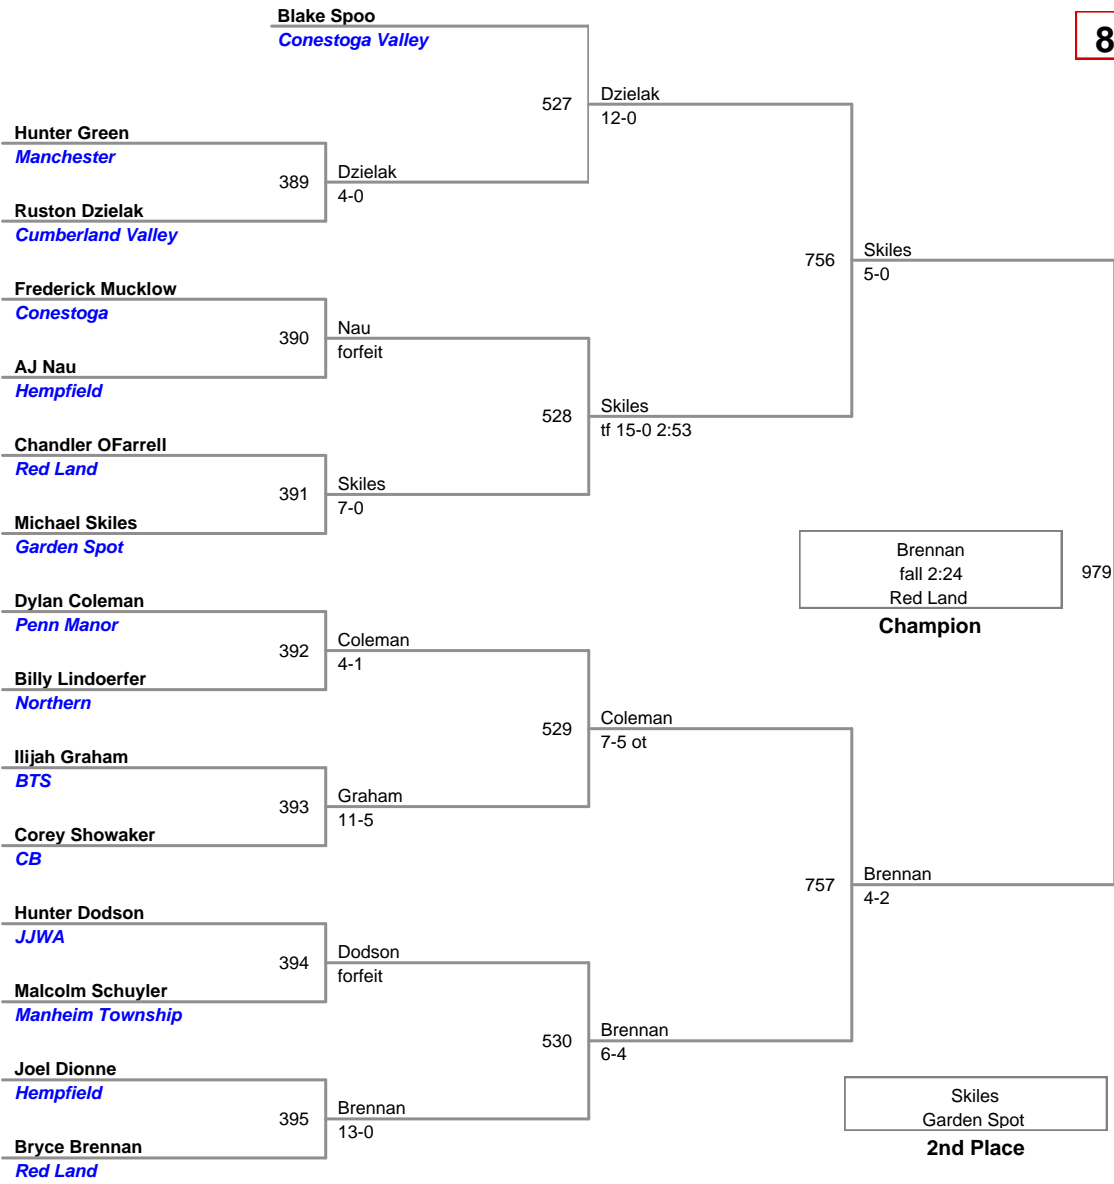 Blake Spoo
Conestoga Valley
8
527
Dzielak
12-0
Hunter Green
Manchester
389
Dzielak
4-0
Ruston Dzielak
Cumberland Valley
756
Skiles
5-0
Frederick Mucklow
Conestoga
390
Nau
forfeit
AJ Nau
Hempfield
528
Skiles
tf 15-0 2:53
Chandler OFarrell
Red Land
391
Skiles
7-0
Michael Skiles
Garden Spot
Brennan
fall 2:24
Red Land
979
Champion
Dylan Coleman
Penn Manor
392
Coleman
4-1
Billy Lindoerfer
Northern
529
Coleman
7-5 ot
Ilijah Graham
BTS
393
Graham
11-5
Corey Showaker
CB
757
Brennan
4-2
Hunter Dodson
JJWA
394
Dodson
forfeit
Malcolm Schuyler
Manheim Township
530
Brennan
6-4
Joel Dionne
Hempfield
395
Brennan
13-0
Bryce Brennan
Red Land
Skiles
Garden Spot
2nd Place